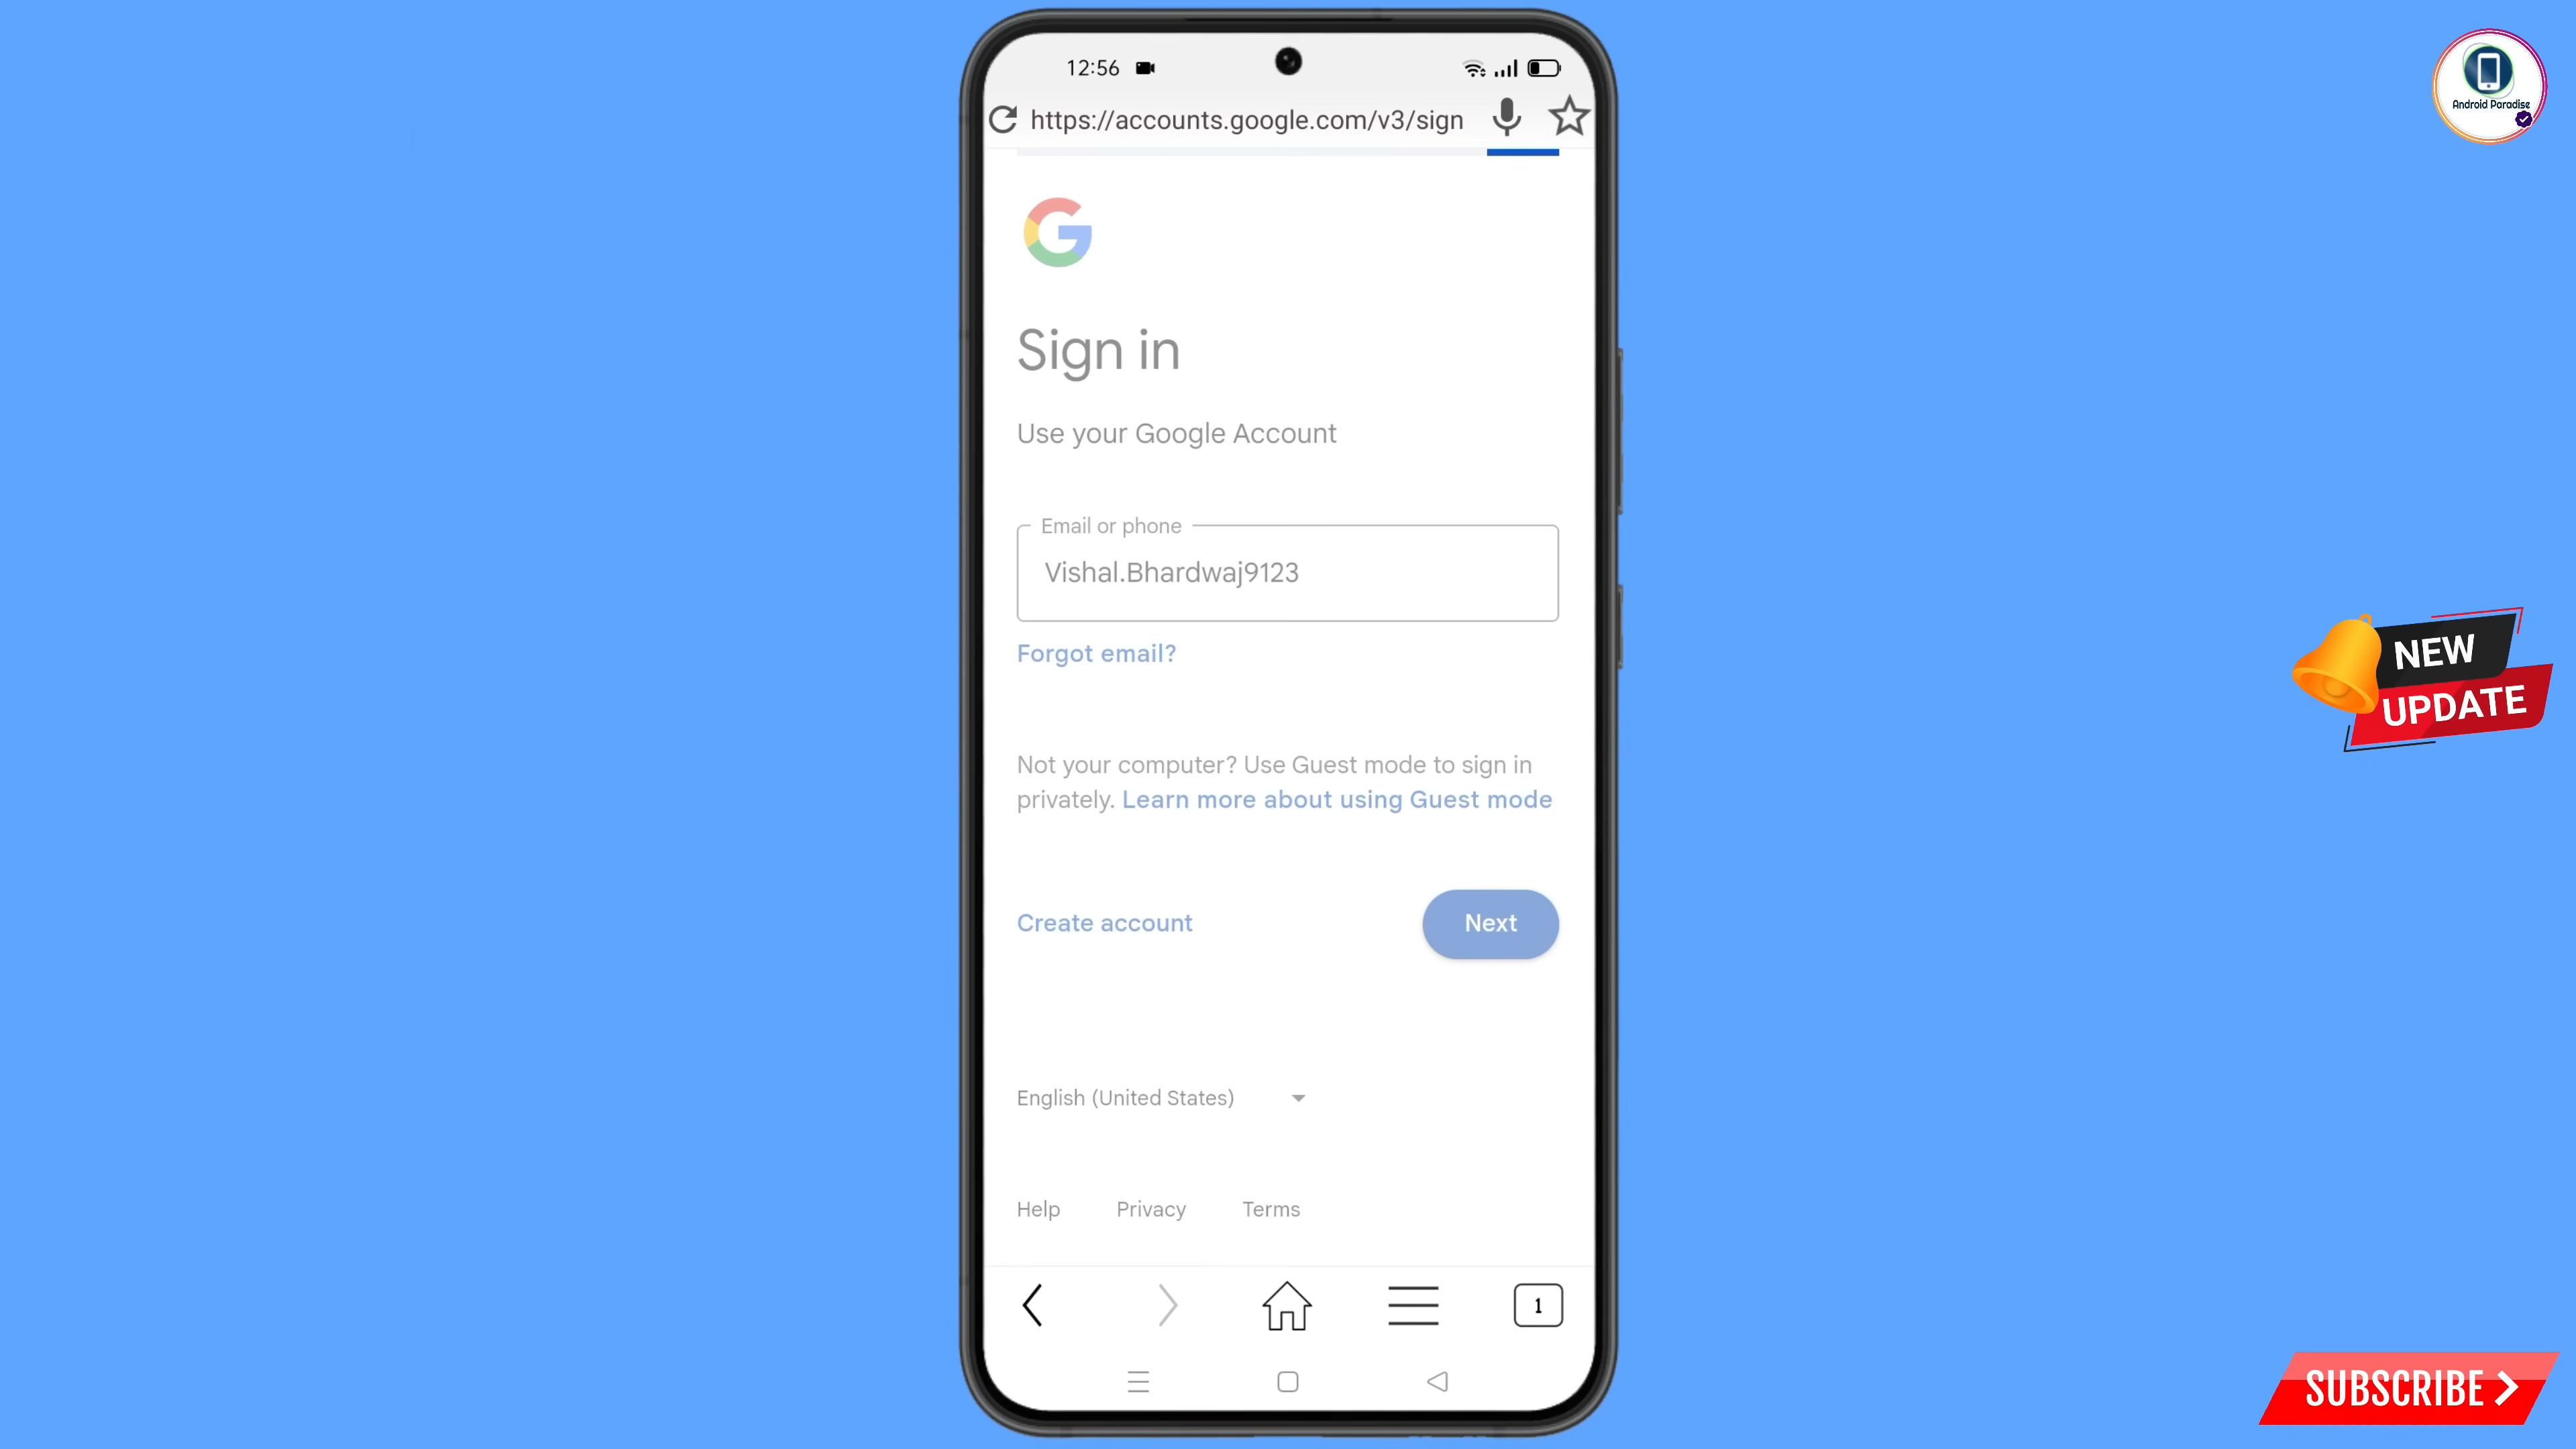 12:56
https://accounts.google.com/v3/sign
Sign in
Use your Google Account
Email or phone
Vishal.Bhardwaj9123
Forgot email?
Not your computer? Use Guest mode to sign in
privately. Learn more about using Guest mode
Create account
Next
English (United States)
Help Privacy Terms
1
Android Paradise
NEW
UPDATE
SUBSCRIBE